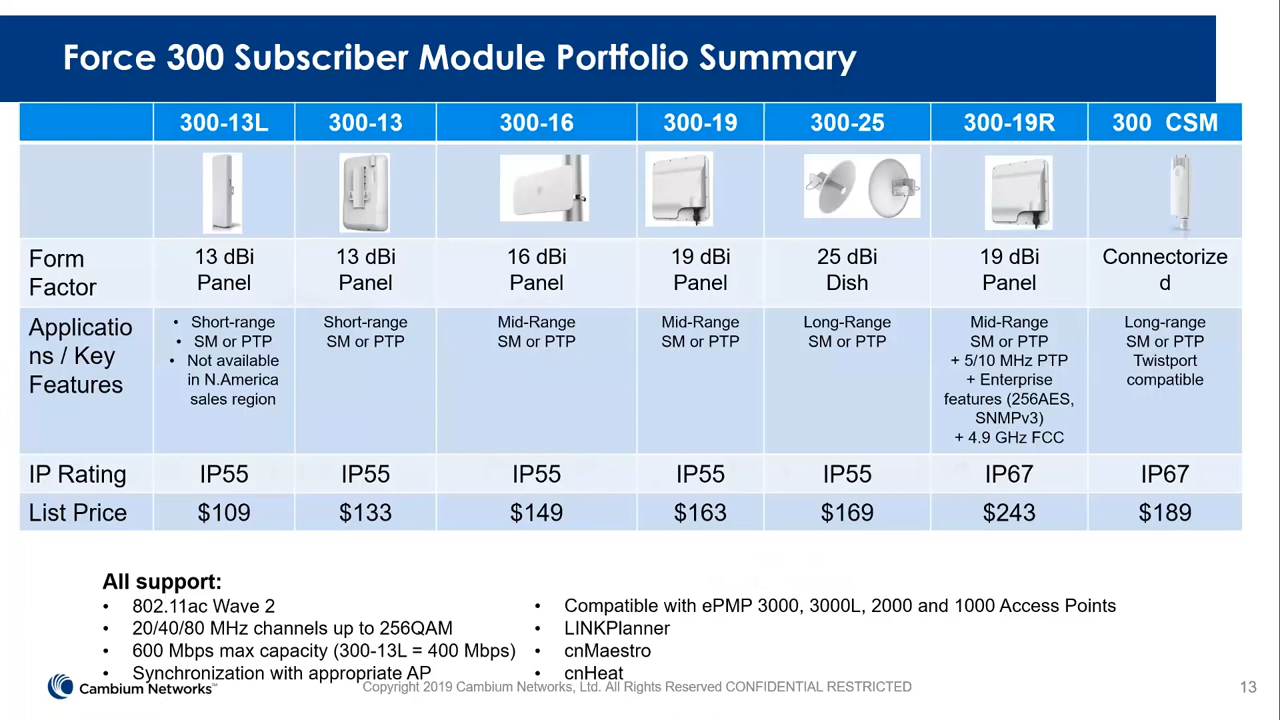 Force 300 Subscriber Module Portfolio Summary
300-13L 300-13 300-16 300-19 300-25 300-19R 300 CSM
Form Factor
13 dBi Panel
13 dBi Panel
16 dBi Panel
19 dBi Panel
25 dBi Dish
19 dBi Panel
Connectorize
d
Applicatio
ns / Key
Features
• Short-range
• SM or PTP
• Not available
in N.America
sales region
Short-range
SM or PTP
Mid-Range
SM or PTP
Mid-Range
SM or PTP
Long-Range
SM or PTP
Mid-Range
SM or PTP
+ 5/10 MHz PTP
+ Enterprise
features (256AES,
SNMPv3)
+ 4.9 GHz FCC
Long-range
SM or PTP
Twistport
compatible
IP Rating IP55 IP55 IP55 IP55 IP55 IP67 IP67
List Price $109 $133 $149 $163 $169 $243 $189
All support:
• 802.11ac Wave 2
• 20/40/80 MHz channels up to 256QAM
• 600 Mbps max capacity (300-13L = 400 Mbps)
• Synchronization with appropriate AP
• Compatible with ePMP 3000, 3000L, 2000 and 1000 Access Points
• LINKPlanner
• cnMaestro
• cnHeat
Cambium Networks™
Copyright 2019 Cambium Networks, Ltd. All Rights Reserved CONFIDENTIAL RESTRICTED
13